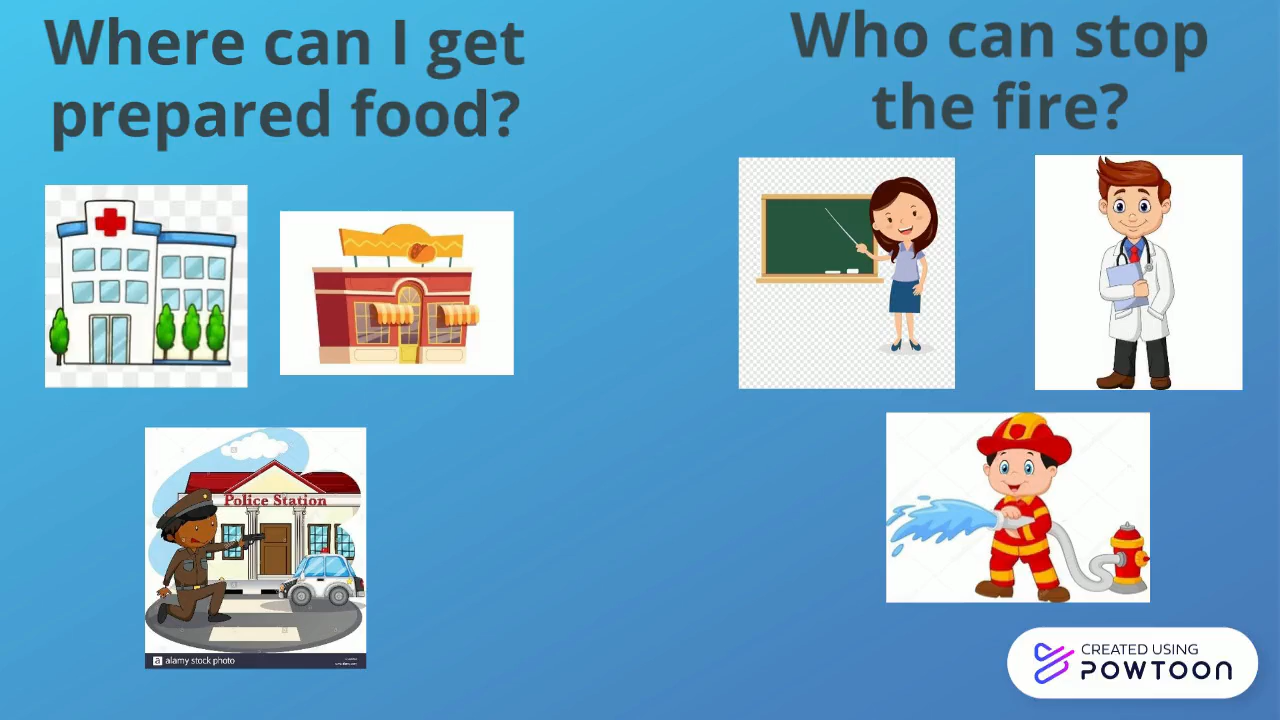 Where can I get
prepared food?
Who can stop
the fire?
Police Station
a alamy stock photo
CREATED USING
POWTOON